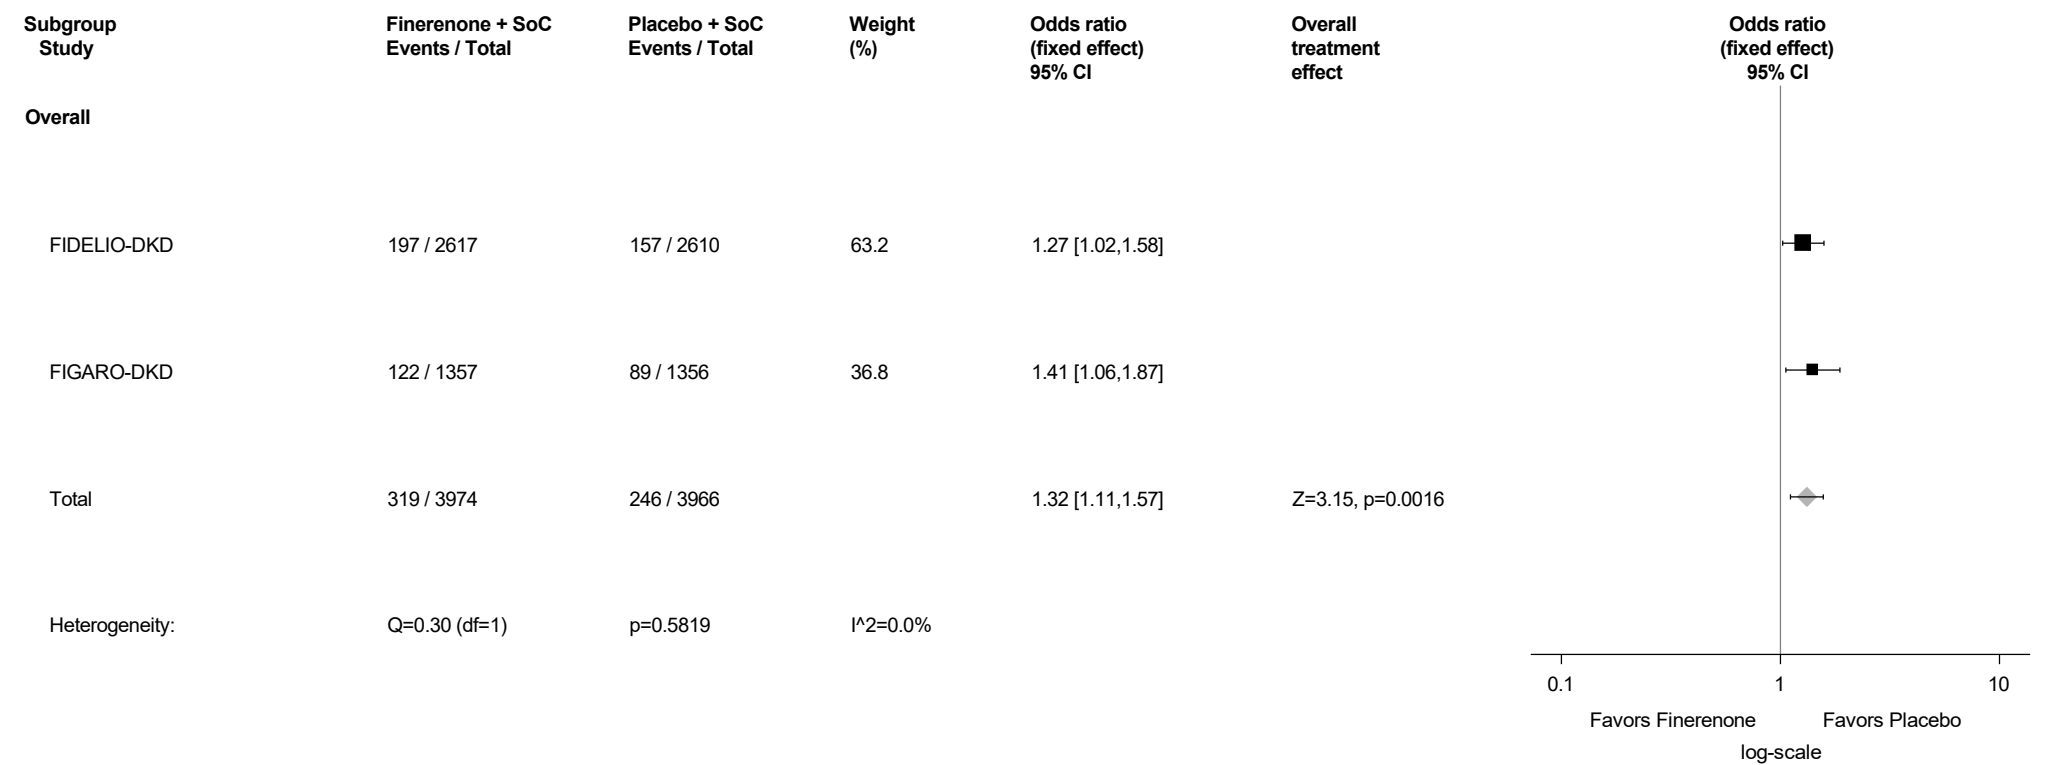 Subgroup Finerenone + SoC Placebo + SoC Weight Odds ratio Overall Odds ratio
Study Events / Total Events / Total (%) (fixed effect) treatment (fixed effect)
95% CI effect 95% CI
Overall
FIDELIO-DKD 197 / 2617 157 / 2610 63.2 1.27 [1.02,1.58]
FIGARO-DKD 122 / 1357 89 / 1356 36.8 1.41 [1.06,1.87]
Total 319 / 3974 246 / 3966 1.32 [1.11,1.57] Z=3.15, p=0.0016
Heterogeneity: Q=0.30 (df=1) p=0.5819 I^2=0.0%
0.1 1 10
Favors Finerenone Favors Placebo
log-scale